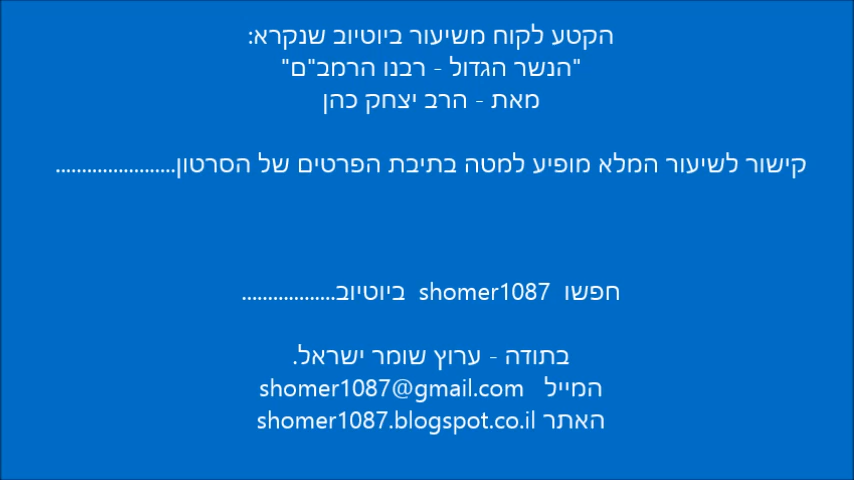 הקטע לקוח משיעור ביוטיוב שנקרא:
"הנשר הגדול - רבנו הרמב"ם"
מאת - הרב יצחק כהן
קישור לשיעור המלא מופיע למטה בתיבת הפרטים של הסרטון.......................
חפשו shomer1087 ביוטיוב..................
בתודה - ערוץ שומר ישראל.
המייל shomer1087@gmail.com
האתר shomer1087.blogspot.co.il